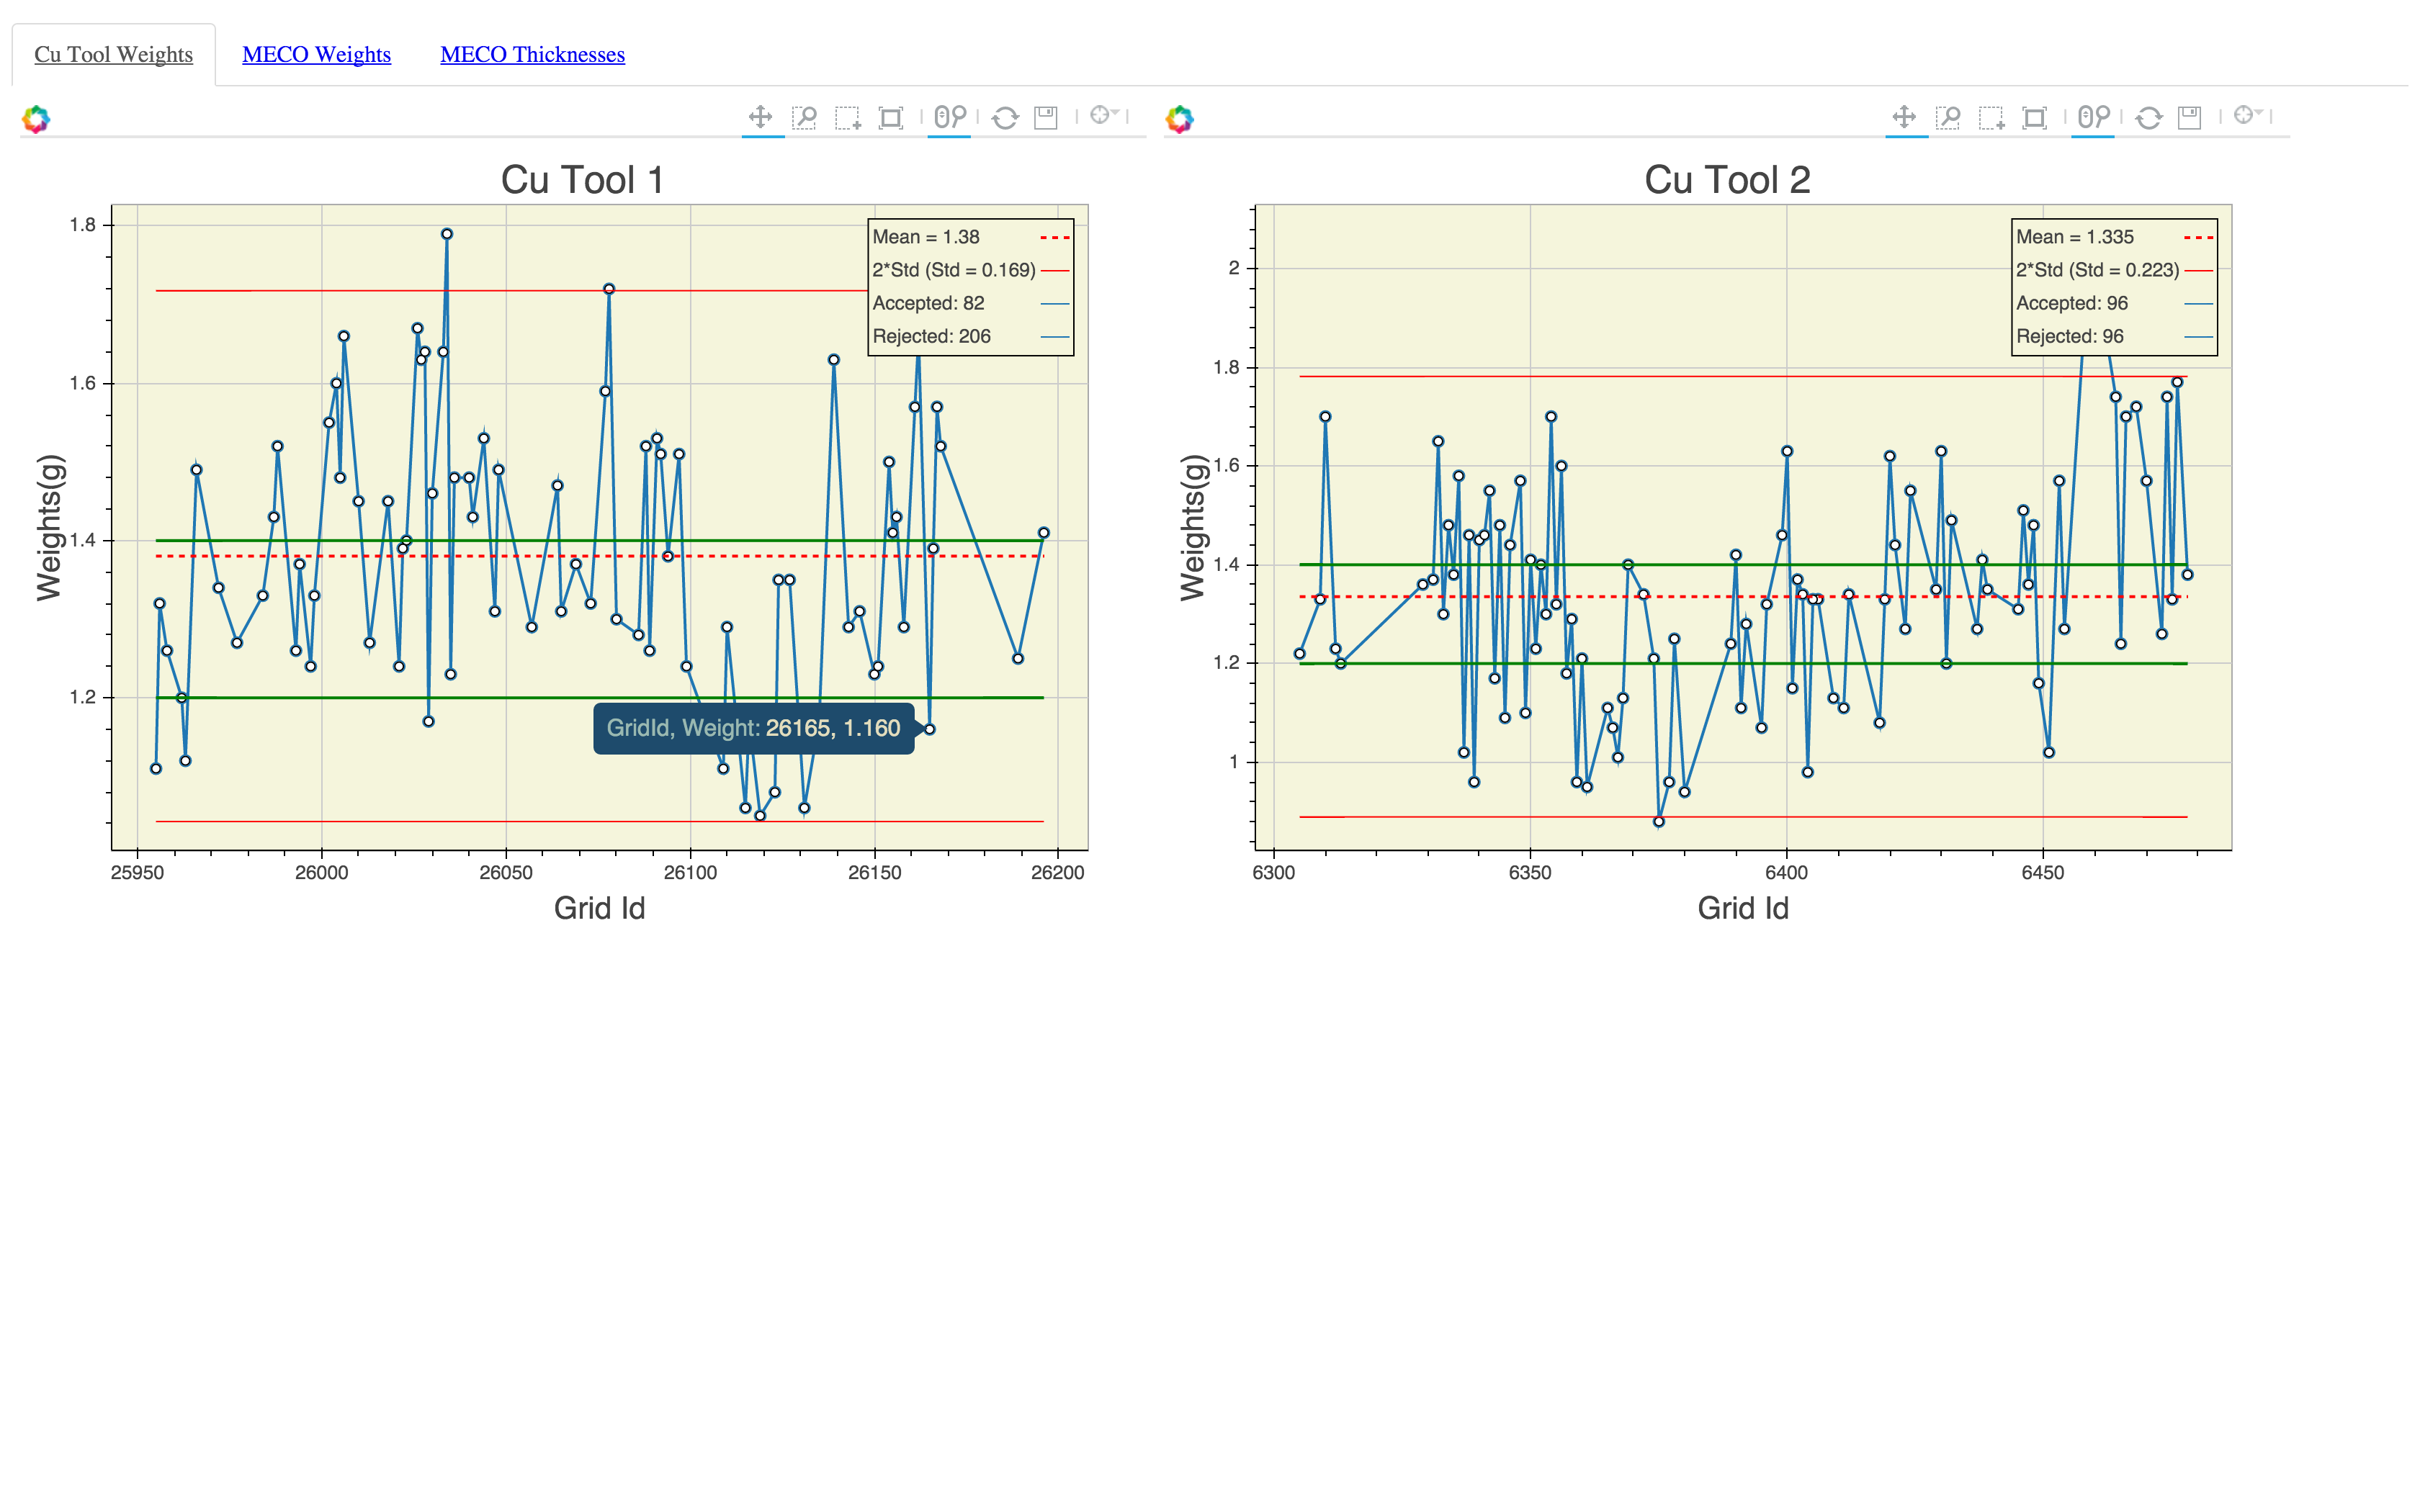 Cu Tool Weights MECO Weights MECO Thicknesses
Cu Tool 1
Mean = 1.38
2*Std (Std = 0.169)
Accepted: 82
Rejected: 206
1.8
1.6
1.4
1.2
Weights(g)
GridId, Weight: 26165, 1.160
25950 26000 26050 26100 26150 26200
Grid Id
Cu Tool 2
Mean = 1.335
2*Std (Std = 0.223)
Accepted: 96
Rejected: 96
2
1.8
1.6
1.4
1.2
1
Weights(g)
6300 6350 6400 6450
Grid Id